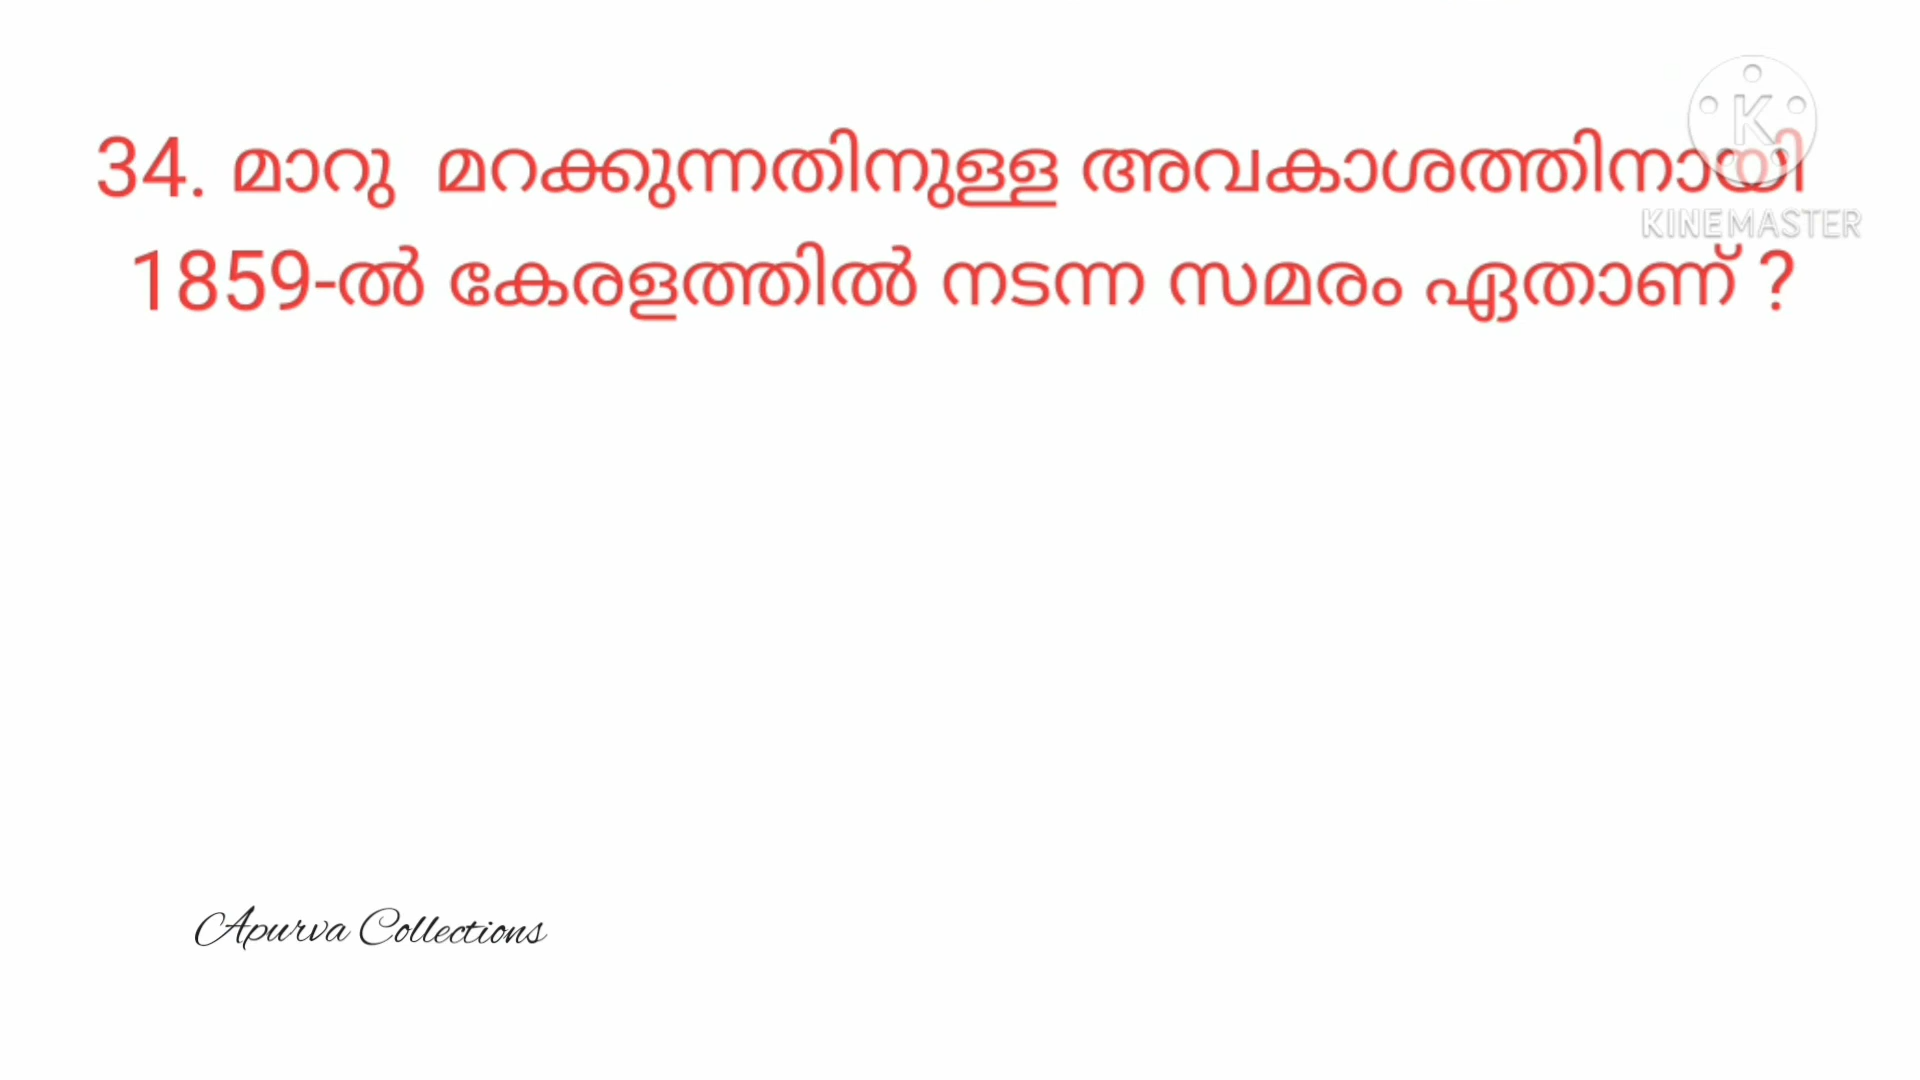 34. മാറു മറക്കുന്നതിനുള്ള അവകാശത്തിനായി
1859-ൽ കേരളത്തിൽ നടന്ന സമരം ഏതാണ് ?
K
KINEMASTER
Apurva Collections